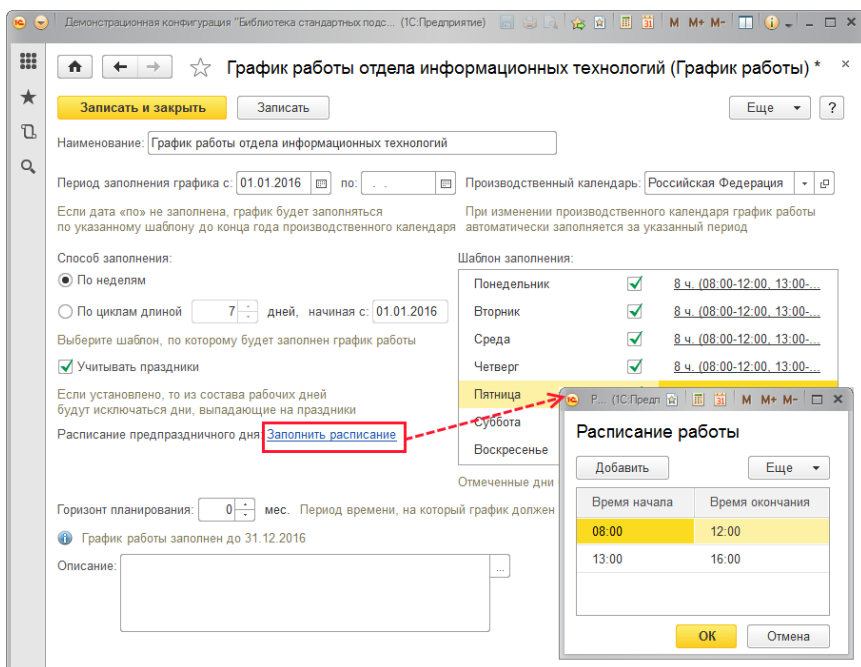 Демонстрационная конфигурация "Библиотека стандартных подс... (1С:Предприятие)
M M+ M-
График работы отдела информационных технологий (График работы) *
Записать и закрыть
Записать
Еще
?
Наименование: График работы отдела информационных технологий
Период заполнения графика с: 01.01.2016 по: . .
Производственный календарь: Российская Федерация
Если дата «по» не заполнена, график будет заполняться
по указанному шаблону до конца года производственного календаря
При изменении производственного календаря график работы
автоматически заполняется за указанный период
Способ заполнения:
По неделям
По циклам длиной 7 дней, начиная с: 01.01.2016
Выберите шаблон, по которому будет заполнен график работы
Учитывать праздники
Если установлено, то из состава рабочих дней
будут исключаться дни, выпадающие на праздники
Расписание предпраздничного дня: Заполнить расписание
Шаблон заполнения:
Понедельник 8 ч. (08:00-12:00, 13:00-...
Вторник 8 ч. (08:00-12:00, 13:00-...
Среда 8 ч. (08:00-12:00, 13:00-...
Четверг 8 ч. (08:00-12:00, 13:00-...
Пятница
Суббота
Воскресенье
Отмеченные дни
Горизонт планирования: 0 мес. Период времени, на который график должен
График работы заполнен до 31.12.2016
Описание:
...
Р... (1С:Предп
M M+ M-
Расписание работы
Добавить
Еще
Время начала Время окончания
08:00 12:00
13:00 16:00
ОК
Отмена